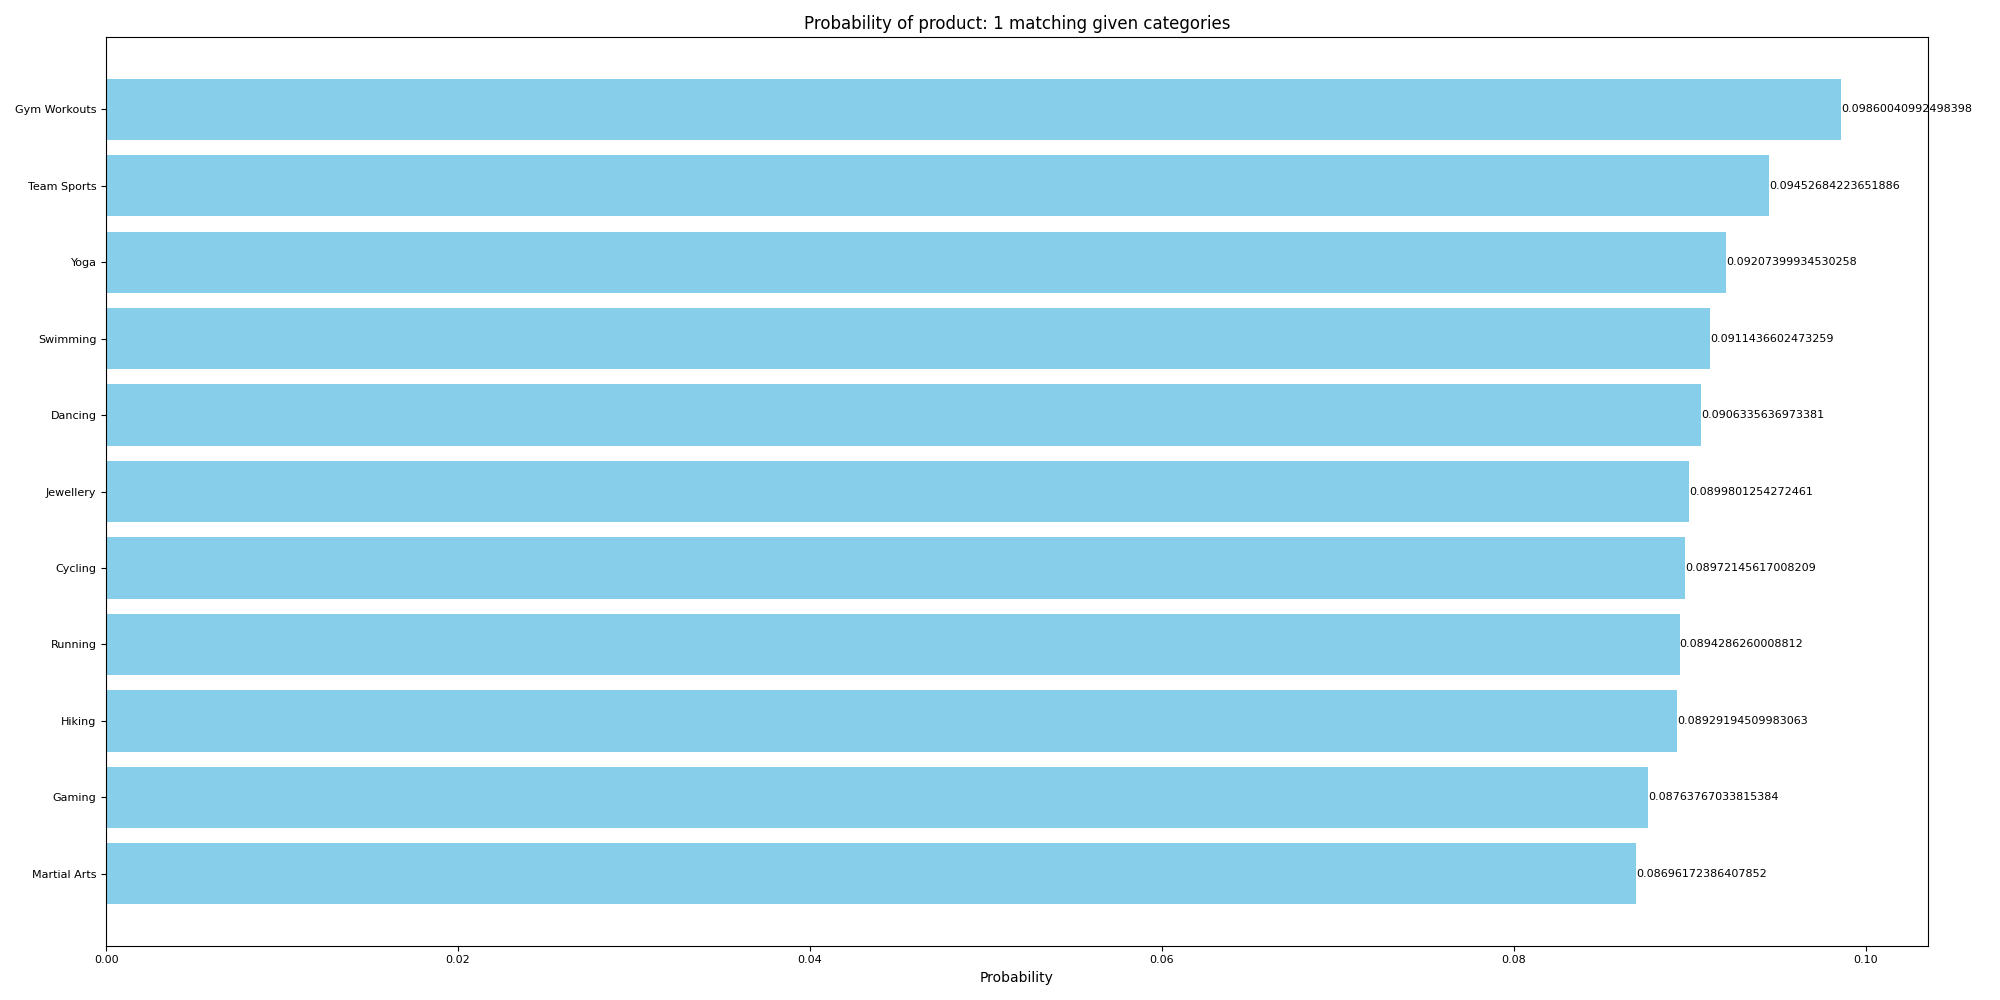 Probability of product: 1 matching given categories
Gym Workouts 0.09860040992498398
Team Sports 0.09452684223651886
Yoga 0.09207399934530258
Swimming 0.0911436602473259
Dancing 0.0906335636973381
Jewellery 0.0899801254272461
Cycling 0.08972145617008209
Running 0.0894286260008812
Hiking 0.08929194509983063
Gaming 0.08763767033815384
Martial Arts 0.08696172386407852
0.00 0.02 0.04 0.06 0.08 0.10
Probability